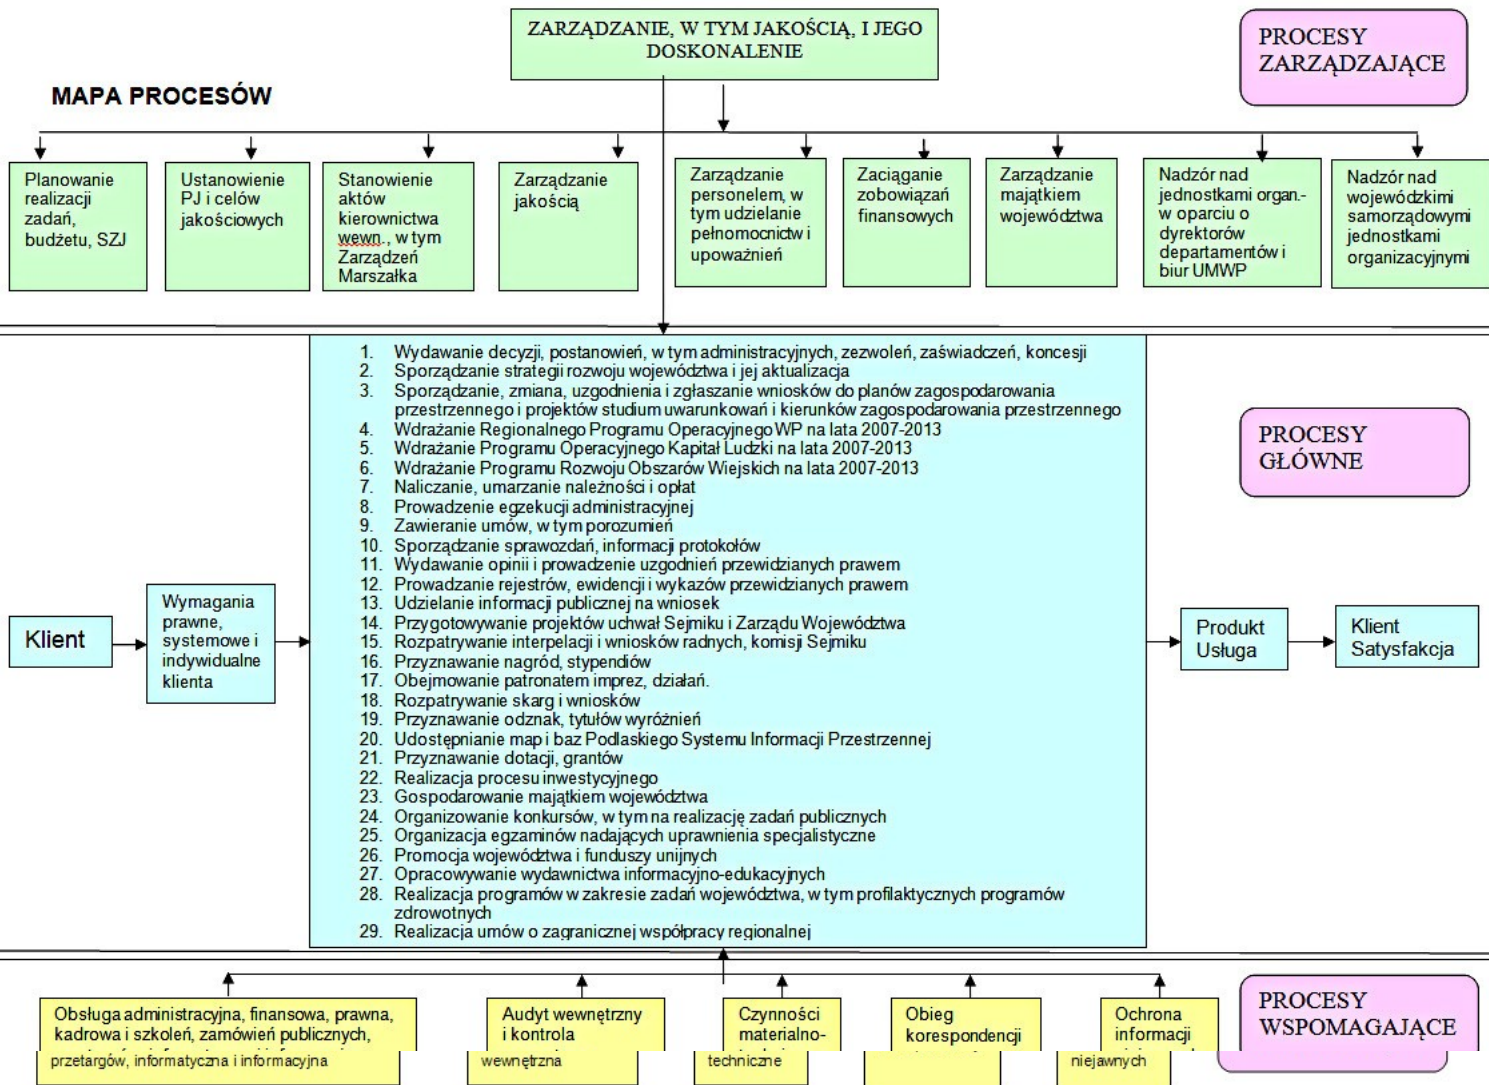 ZARZĄDZANIE, W TYM JAKOŚCIĄ, I JEGO
DOSKONALENIE
PROCESY
ZARZĄDZAJĄCE
MAPA PROCESÓW
Planowanie
realizacji
zadań,
budżetu, SZJ
Ustanowienie
PJ i celów
jakościowych
Stanowienie
aktów
kierownictwa
wewn., w tym
Zarządzeń
Marszałka
Zarządzanie
jakością
Zarządzanie
personelem, w
tym udzielanie
pełnomocnictw i
upoważnień
Zaciąganie
zobowiązań
finansowych
Zarządzanie
majątkiem
województwa
Nadzór nad
jednostkami organ.-
w oparciu o
dyrektorów
departamentów i
biur UMWP
Nadzór nad
wojewódzkimi
samorządowymi
jednostkami
organizacyjnymi
1. Wydawanie decyzji, postanowień, w tym administracyjnych, zezwoleń, zaświadczeń, koncesji
2. Sporządzanie strategii rozwoju województwa i jej aktualizacja
3. Sporządzanie, zmiana, uzgodnienia i zgłaszanie wniosków do planów zagospodarowania
przestrzennego i projektów studium uwarunkowań i kierunków zagospodarowania przestrzennego
4. Wdrażanie Regionalnego Programu Operacyjnego WP na lata 2007-2013
5. Wdrażanie Programu Operacyjnego Kapitał Ludzki na lata 2007-2013
6. Wdrażanie Programu Rozwoju Obszarów Wiejskich na lata 2007-2013
7. Naliczanie, umarzanie należności i opłat
8. Prowadzenie egzekucji administracyjnej
9. Zawieranie umów, w tym porozumień
10. Sporządzanie sprawozdań, informacji protokołów
11. Wydawanie opinii i prowadzenie uzgodnień przewidzianych prawem
12. Prowadzanie rejestrów, ewidencji i wykazów przewidzianych prawem
13. Udzielanie informacji publicznej na wniosek
14. Przygotowywanie projektów uchwał Sejmiku i Zarządu Województwa
15. Rozpatrywanie interpelacji i wniosków radnych, komisji Sejmiku
16. Przyznawanie nagród, stypendiów
17. Obejmowanie patronatem imprez, działań.
18. Rozpatrywanie skarg i wniosków
19. Przyznawanie odznak, tytułów wyróżnień
20. Udostępnianie map i baz Podlaskiego Systemu Informacji Przestrzennej
21. Przyznawanie dotacji, grantów
22. Realizacja procesu inwestycyjnego
23. Gospodarowanie majątkiem województwa
24. Organizowanie konkursów, w tym na realizację zadań publicznych
25. Organizacja egzaminów nadających uprawnienia specjalistyczne
26. Promocja województwa i funduszy unijnych
27. Opracowywanie wydawnictwa informacyjno-edukacyjnych
28. Realizacja programów w zakresie zadań województwa, w tym profilaktycznych programów
zdrowotnych
29. Realizacja umów o zagranicznej współpracy regionalnej
PROCESY
GŁÓWNE
Klient
Wymagania
prawne,
systemowe i
indywidualne
klienta
Produkt
Usługa
Klient
Satysfakcja
Obsługa administracyjna, finansowa, prawna,
kadrowa i szkoleń, zamówień publicznych,
przetargów, informatyczna i informacyjna
Audyt wewnętrzny
i kontrola
wewnętrzna
Czynności
materialno-
techniczne
Obieg
korespondencji
Ochrona
informacji
niejawnych
PROCESY
WSPOMAGAJĄCE